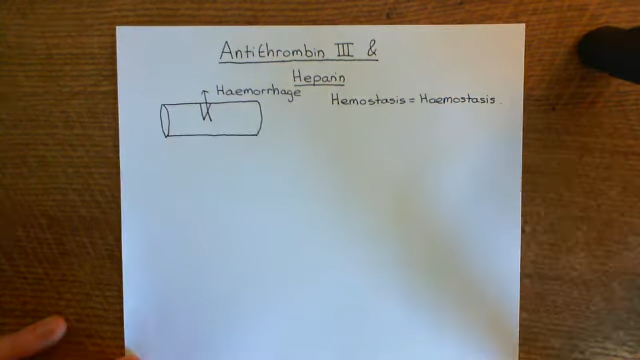 Antithrombin III &
Heparin
Haemorrhage
Hemostasis = Haemostasis.